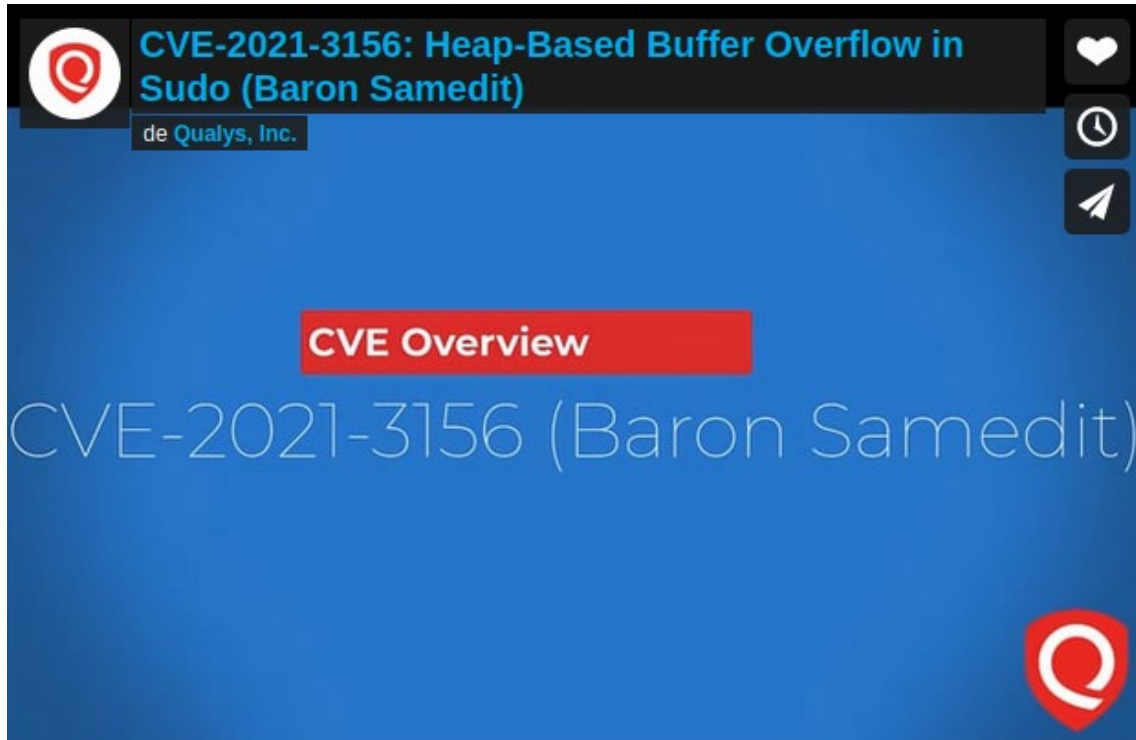 CVE-2021-3156: Heap-Based Buffer Overflow in
Sudo (Baron Samedit)
de Qualys, Inc.
CVE Overview
CVE-2021-3156 (Baron Samedit)